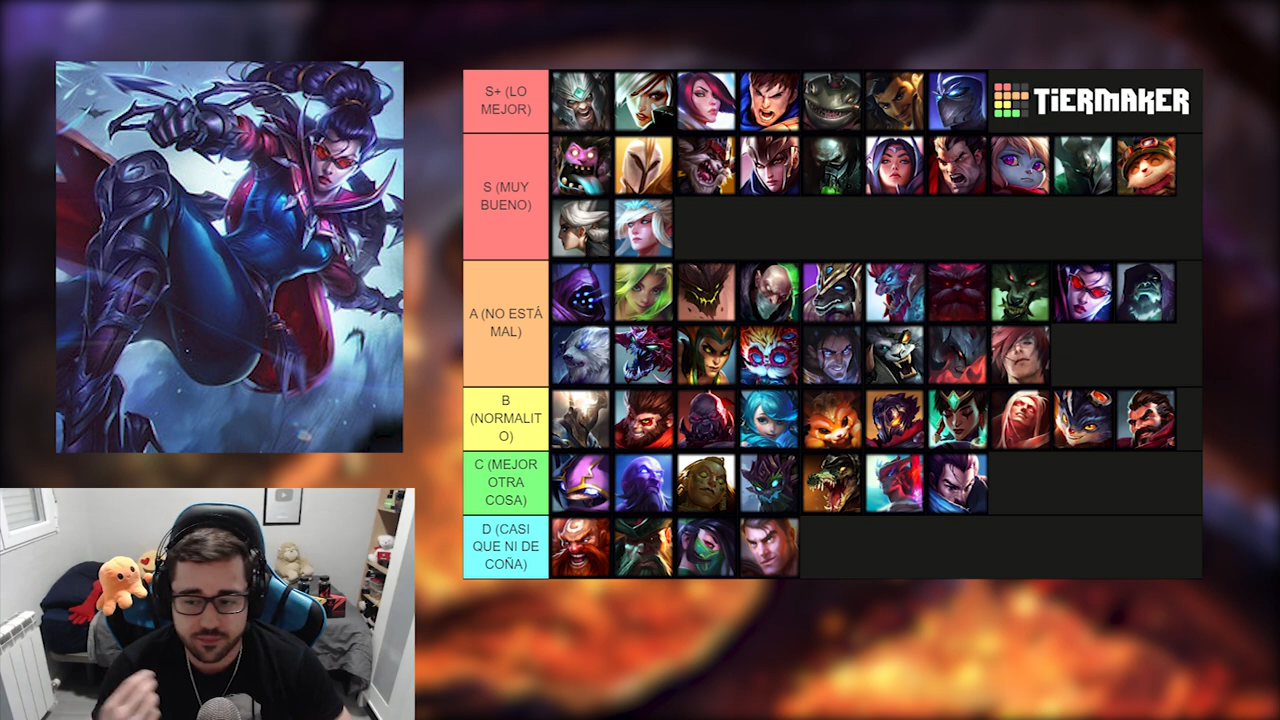 S+ (LO
MEJOR)
TIERMAKER
S (MUY
BUENO)
A (NO ESTÁ
MAL)
B
(NORMALIT
O)
C (MEJOR
OTRA
COSA)
D (CASI
QUE NI DE
COÑA)